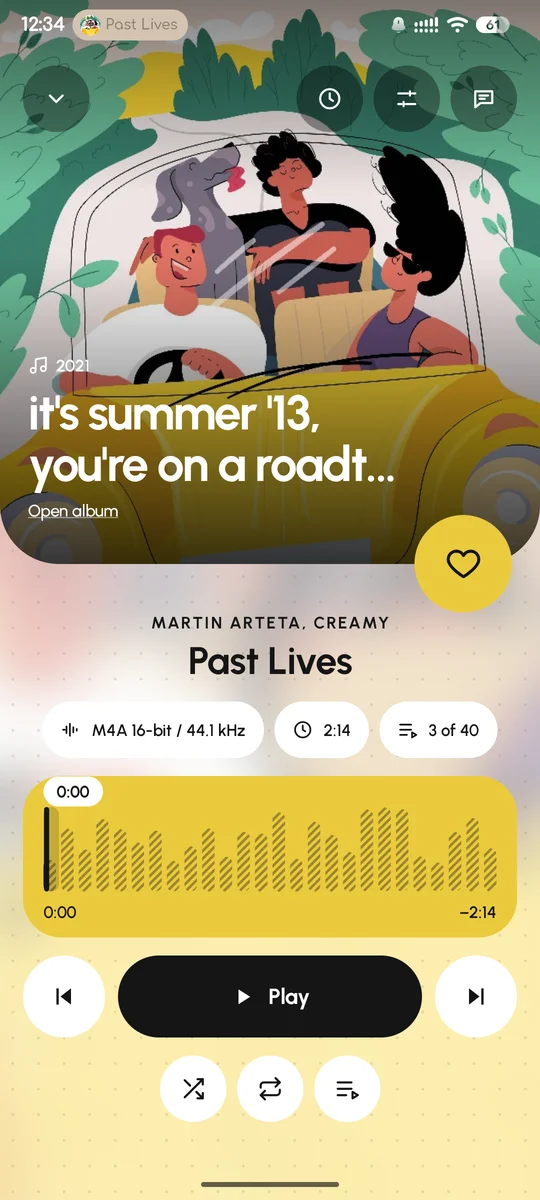 12:34 Past Lives 61
2021
it's summer '13,
you're on a roadt...
Open album
MARTIN ARTETA, CREAMY
Past Lives
M4A 16-bit / 44.1 kHz 2:14 3 of 40
0:00
0:00 −2:14
Play